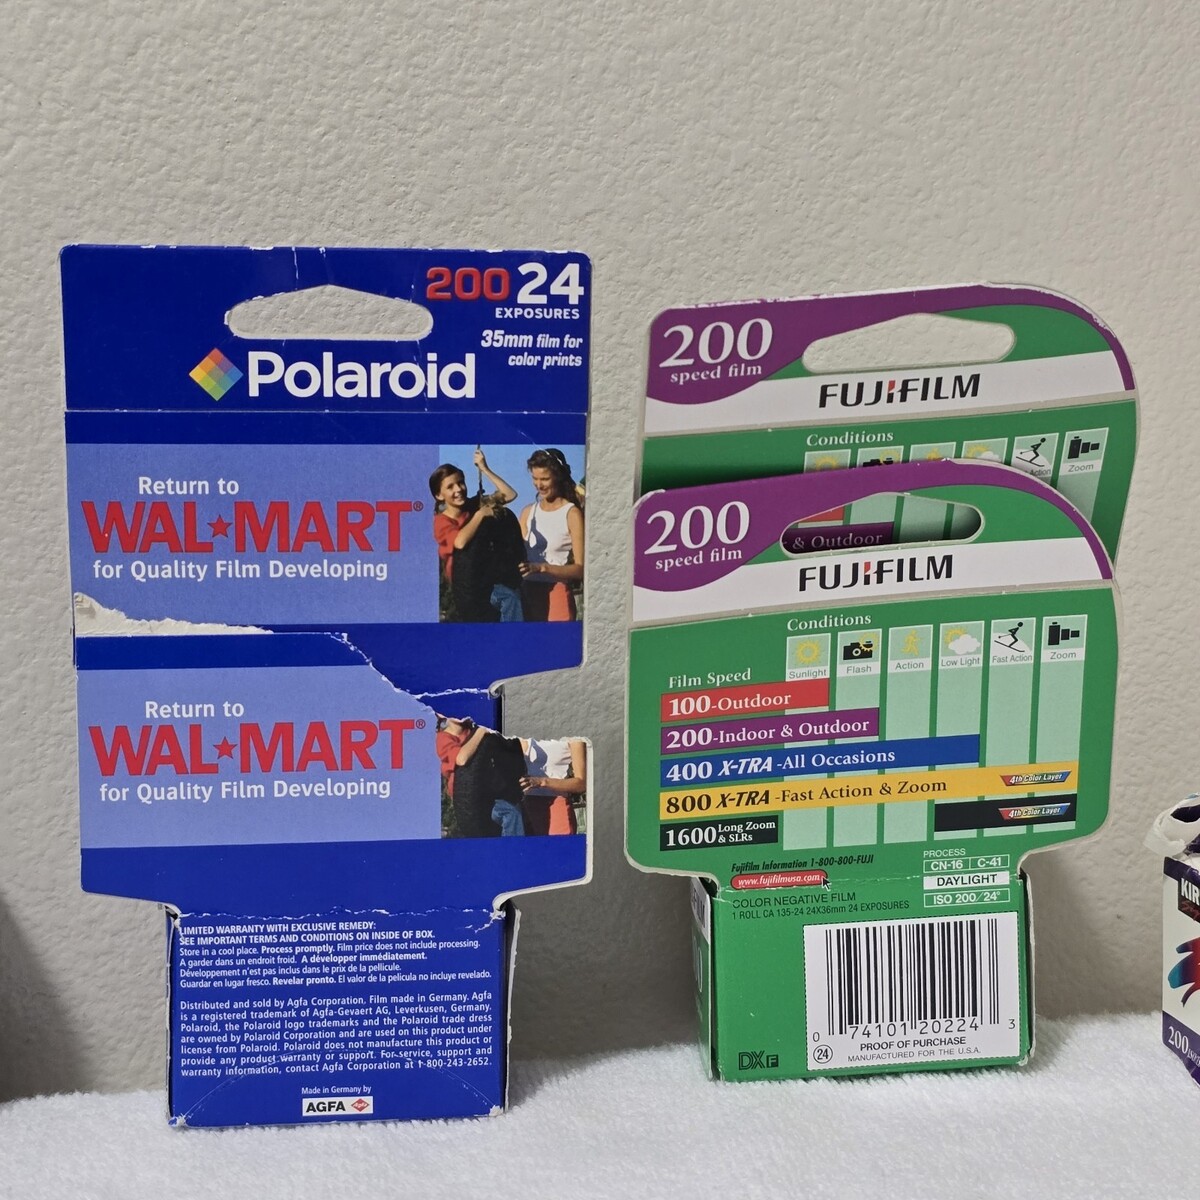 200 24
EXPOSURES
35mm film for
color prints
Polaroid
Return to
WAL★MART®
for Quality Film Developing
Return to
WAL★MART®
for Quality Film Developing
LIMITED WARRANTY WITH EXCLUSIVE REMEDY:
SEE IMPORTANT TERMS AND CONDITIONS ON INSIDE OF BOX.
Store in a cool place. Process promptly. Film price does not include processing.
A garder dans un endroit froid. A développer immédiatement.
Développement n'est pas inclus dans le prix de la pellicule.
Guardar en lugar fresco. Revelar pronto. El valor de la película no incluye revelado.
Distributed and sold by Agfa Corporation, Film made in Germany. Agfa
is a registered trademark of Agfa-Gevaert AG, Leverkusen, Germany.
Polaroid, the Polaroid logo trademarks and the Polaroid trade dress
are owned by Polaroid Corporation and are used on this product under
license from Polaroid. Polaroid does not manufacture this product or
provide any product warranty or support. For service, support and
warranty information, contact Agfa Corporation at 1-800-243-2652.
Made in Germany by
AGFA
200
speed film
FUJIFILM
Conditions
Action
Zoom
& Outdoor
200
speed film
FUJIFILM
Conditions
Sunlight
Flash
Action
Low Light
Fast Action
Zoom
Film Speed
100-Outdoor
200-Indoor & Outdoor
400 X-TRA -All Occasions
800 X-TRA -Fast Action & Zoom
4th Color Layer
1600 Long Zoom
& SLRs
4th Color Layer
Fujifilm Information 1-800-800-FUJI
www.fujifilmusa.com
COLOR NEGATIVE FILM
1 ROLL CA 135-24 24X36mm 24 EXPOSURES
PROCESS
CN-16 C-41
DAYLIGHT
ISO 200/24°
0 74101 20224 3
24
PROOF OF PURCHASE
MANUFACTURED FOR THE U.S.A.
DXF
KIR
200